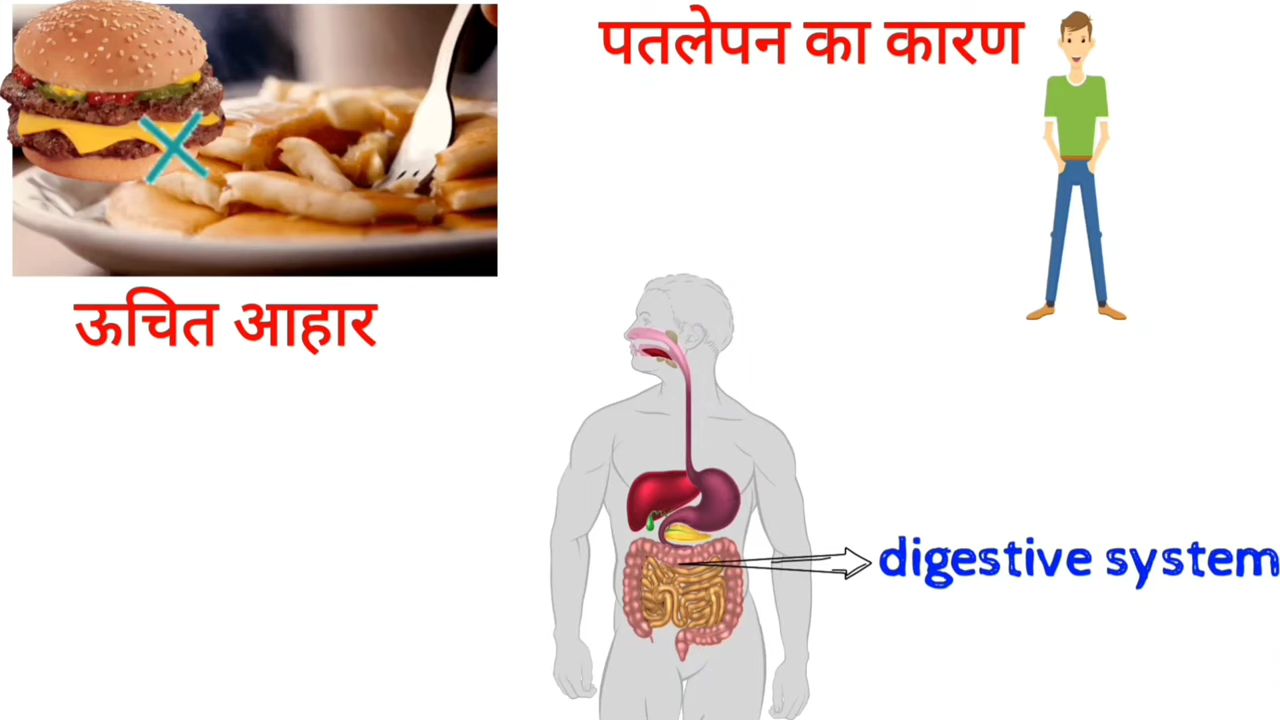 पतलेपन का कारण
ऊचित आहार
digestive system